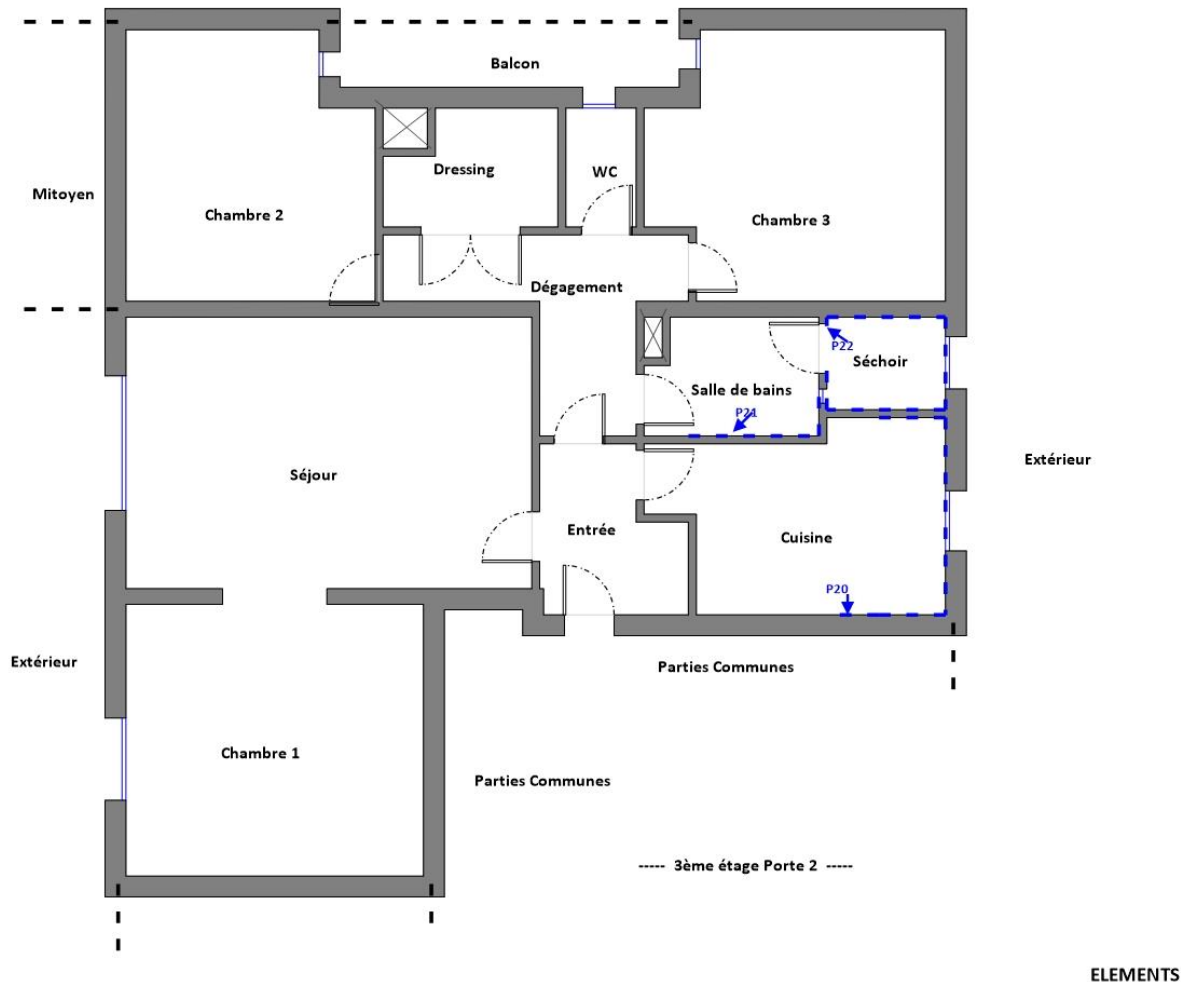 Balcon
Dressing
WC
Mitoyen
Chambre 2
Chambre 3
Dégagement
P22
Séchoir
Salle de bains
P21
Extérieur
Séjour
Entrée
Cuisine
P20
Extérieur
Parties Communes
Chambre 1
Parties Communes
----- 3ème étage Porte 2 -----
ELEMENTS